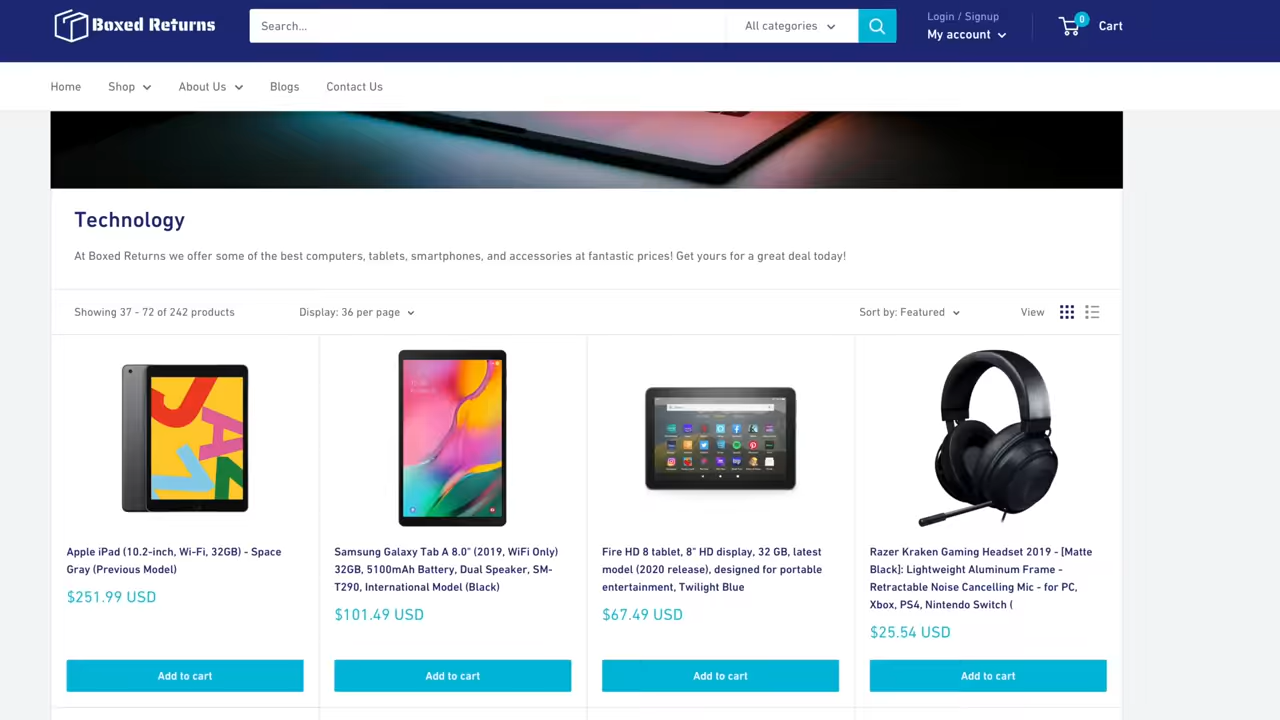 Boxed Returns
Search...
All categories
Login / Signup
My account
0
Cart
Home
Shop
About Us
Blogs
Contact Us
Technology
At Boxed Returns we offer some of the best computers, tablets, smartphones, and accessories at fantastic prices! Get yours for a great deal today!
Showing 37 - 72 of 242 products
Display: 36 per page
Sort by: Featured
View
Apple iPad (10.2-inch, Wi-Fi, 32GB) - Space
Gray (Previous Model)
$251.99 USD
Add to cart
Samsung Galaxy Tab A 8.0" (2019, WiFi Only)
32GB, 5100mAh Battery, Dual Speaker, SM-
T290, International Model (Black)
$101.49 USD
Add to cart
Fire HD 8 tablet, 8" HD display, 32 GB, latest
model (2020 release), designed for portable
entertainment, Twilight Blue
$67.49 USD
Add to cart
Razer Kraken Gaming Headset 2019 - [Matte
Black]: Lightweight Aluminum Frame -
Retractable Noise Cancelling Mic - for PC,
Xbox, PS4, Nintendo Switch (
$25.54 USD
Add to cart